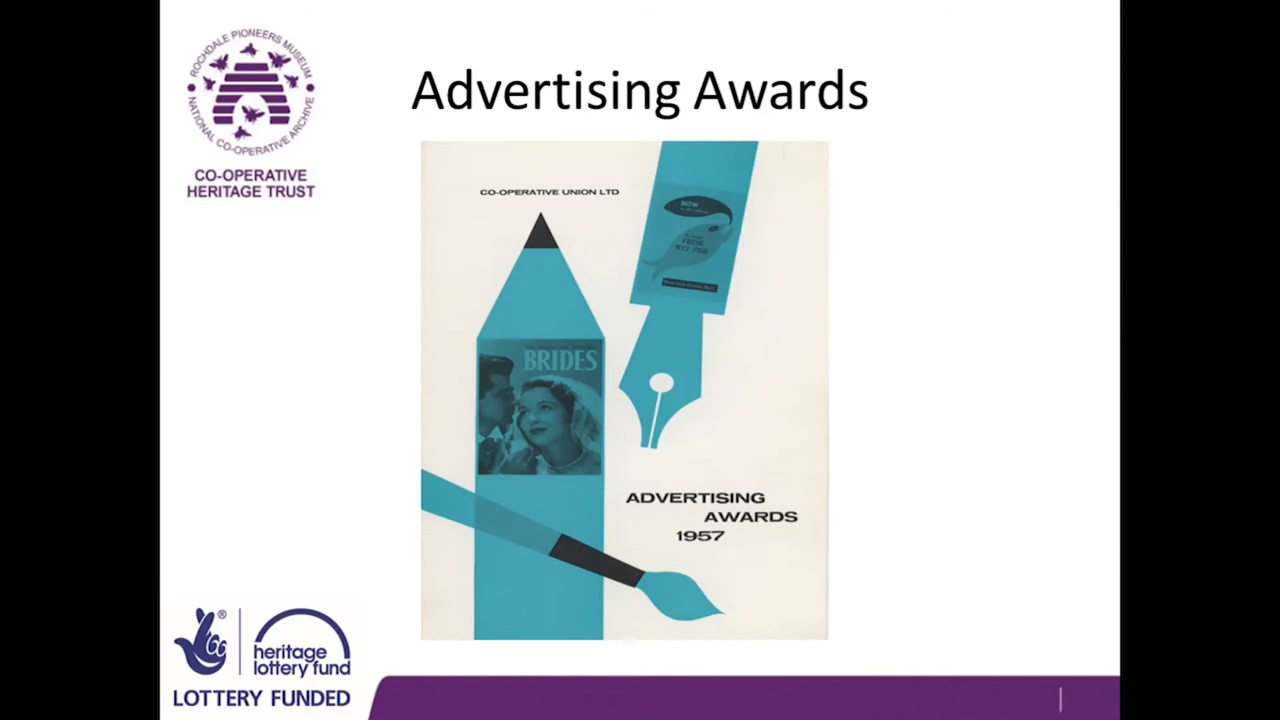 ROCHDALE PIONEERS MUSEUM
NATIONAL CO-OPERATIVE ARCHIVE
CO-OPERATIVE
HERITAGE TRUST
Advertising Awards
CO-OPERATIVE UNION LTD
NOW
FRESH
WET FISH
BRIDES
ADVERTISING
AWARDS
1957
®
heritage
lottery fund
LOTTERY FUNDED